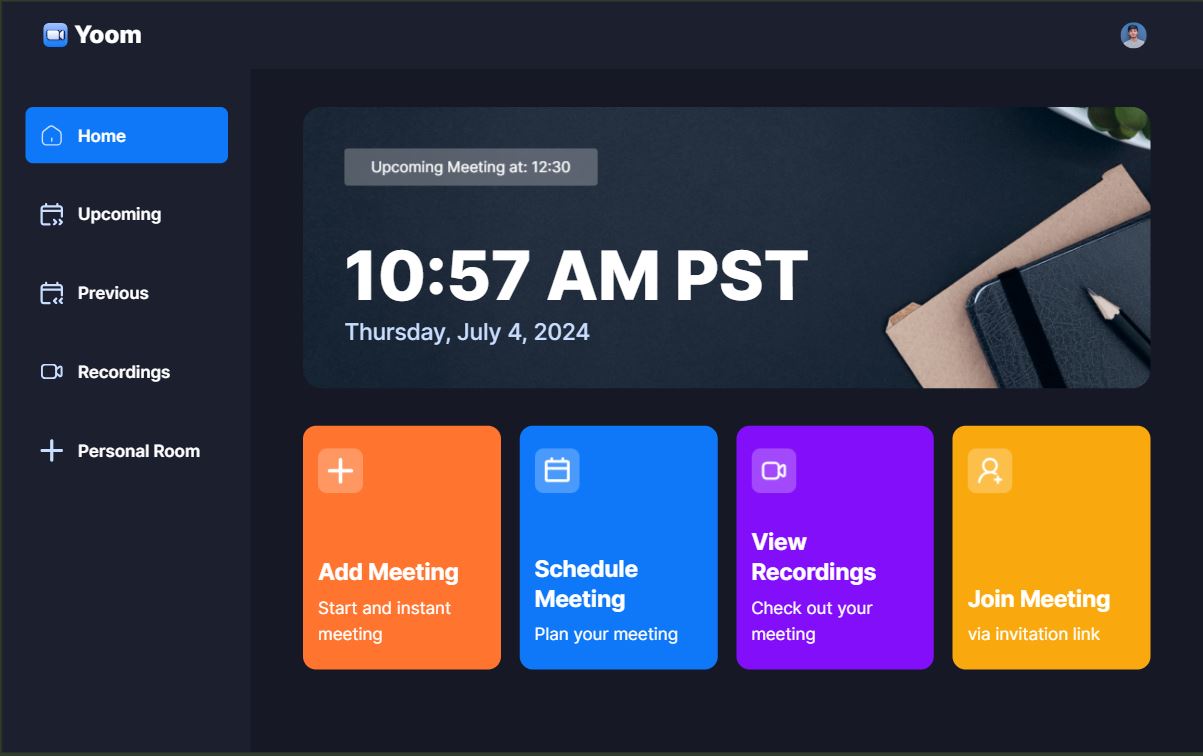 Yoom
Home
Upcoming
Previous
Recordings
Personal Room
Upcoming Meeting at: 12:30
10:57 AM PST
Thursday, July 4, 2024
Add Meeting
Start and instant
meeting
Schedule
Meeting
Plan your meeting
View
Recordings
Check out your
meeting
Join Meeting
via invitation link